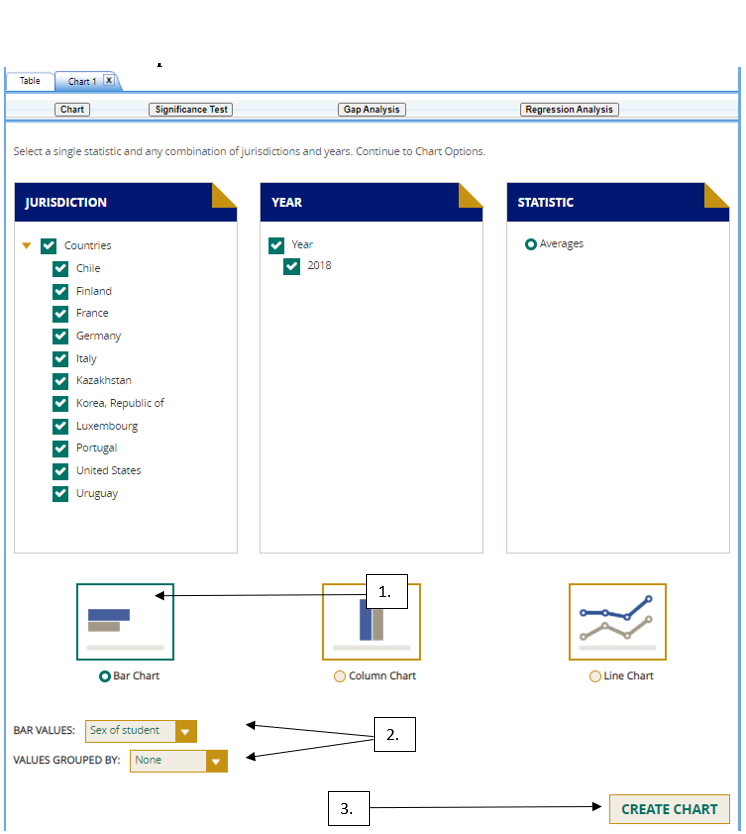 Table
Chart 1 X
Chart
Significance Test
Gap Analysis
Regression Analysis
Select a single statistic and any combination of jurisdictions and years. Continue to Chart Options.
JURISDICTION
Countries
Chile
Finland
France
Germany
Italy
Kazakhstan
Korea, Republic of
Luxembourg
Portugal
United States
Uruguay
YEAR
Year
2018
STATISTIC
Averages
1.
Bar Chart
Column Chart
Line Chart
BAR VALUES: Sex of student
VALUES GROUPED BY: None
2.
3.
CREATE CHART